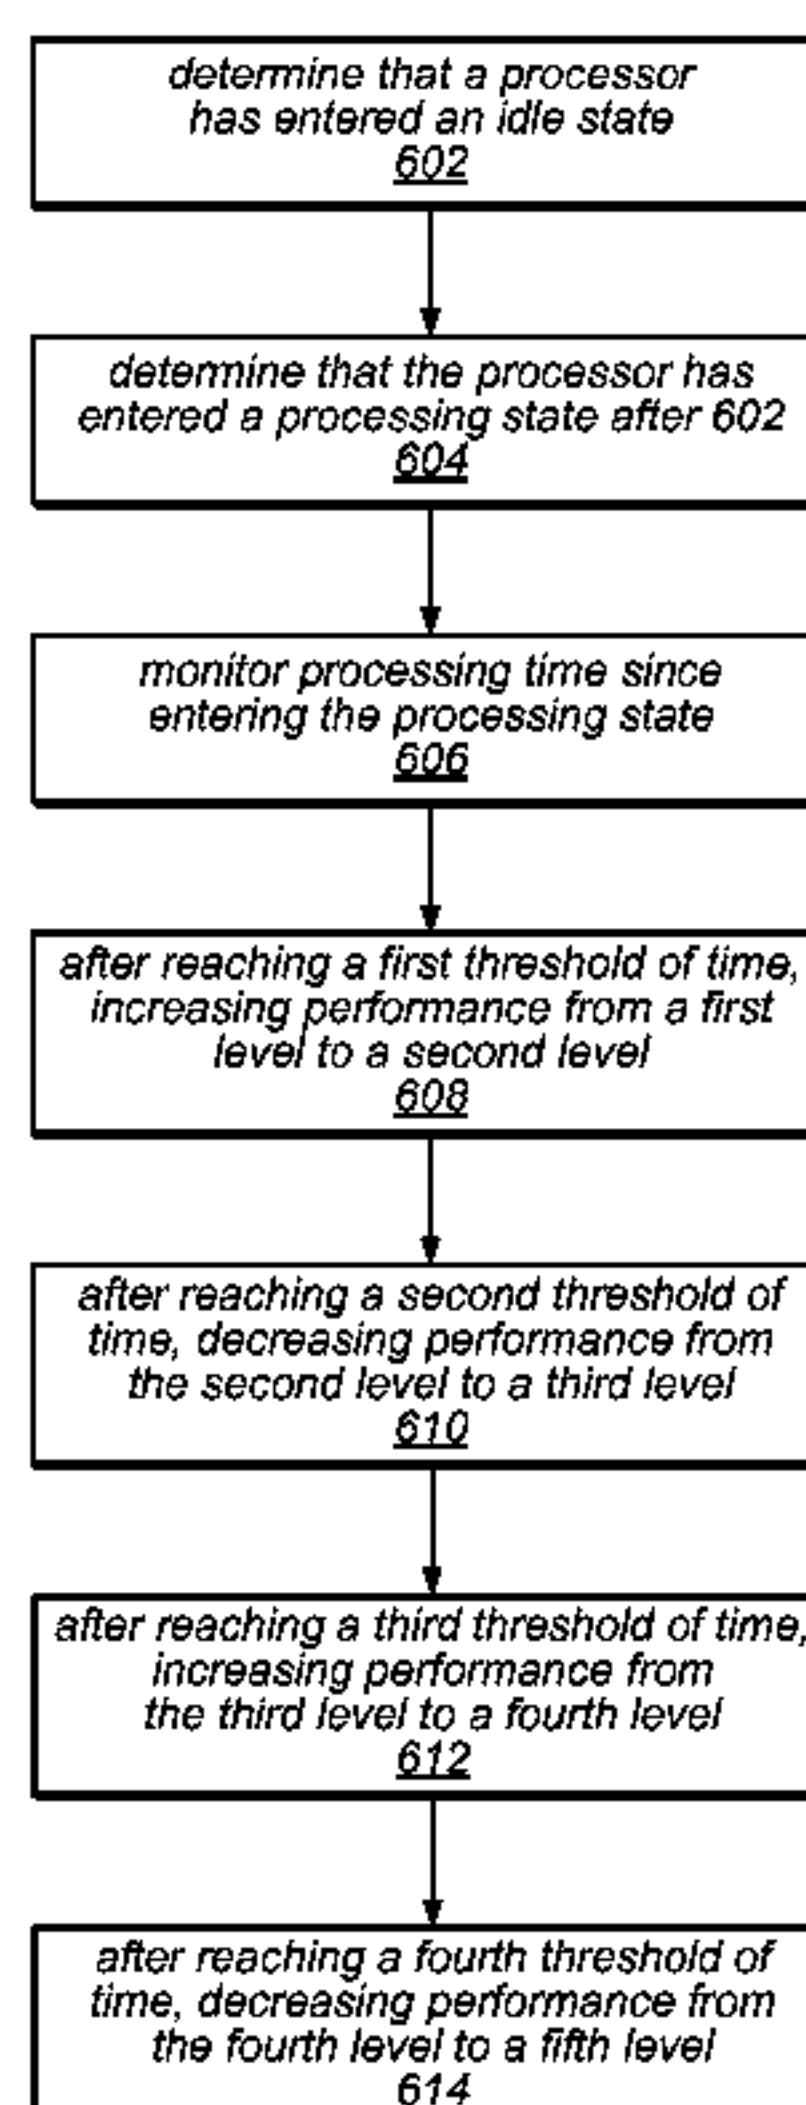 determine that a processor
has entered an idle state
602
determine that the processor has
entered a processing state after 602
604
monitor processing time since
entering the processing state
606
after reaching a first threshold of time,
increasing performance from a first
level to a second level
608
after reaching a second threshold of
time, decreasing performance from
the second level to a third level
610
after reaching a third threshold of time,
increasing performance from
the third level to a fourth level
612
after reaching a fourth threshold of
time, decreasing performance from
the fourth level to a fifth level
614